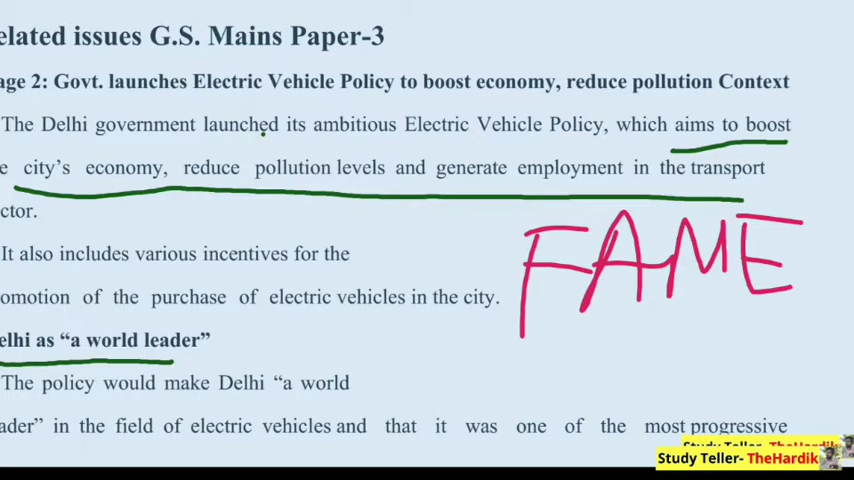 elated issues G.S. Mains Paper-3
age 2: Govt. launches Electric Vehicle Policy to boost economy, reduce pollution Context
The Delhi government launched its ambitious Electric Vehicle Policy, which aims to boost
e city's economy, reduce pollution levels and generate employment in the transport
ctor.
FAME
It also includes various incentives for the
omotion of the purchase of electric vehicles in the city.
elhi as “a world leader”
The policy would make Delhi “a world
ader” in the field of electric vehicles and that it was one of the most progressive
Study Teller- TheHardik
Study Teller- TheHardik